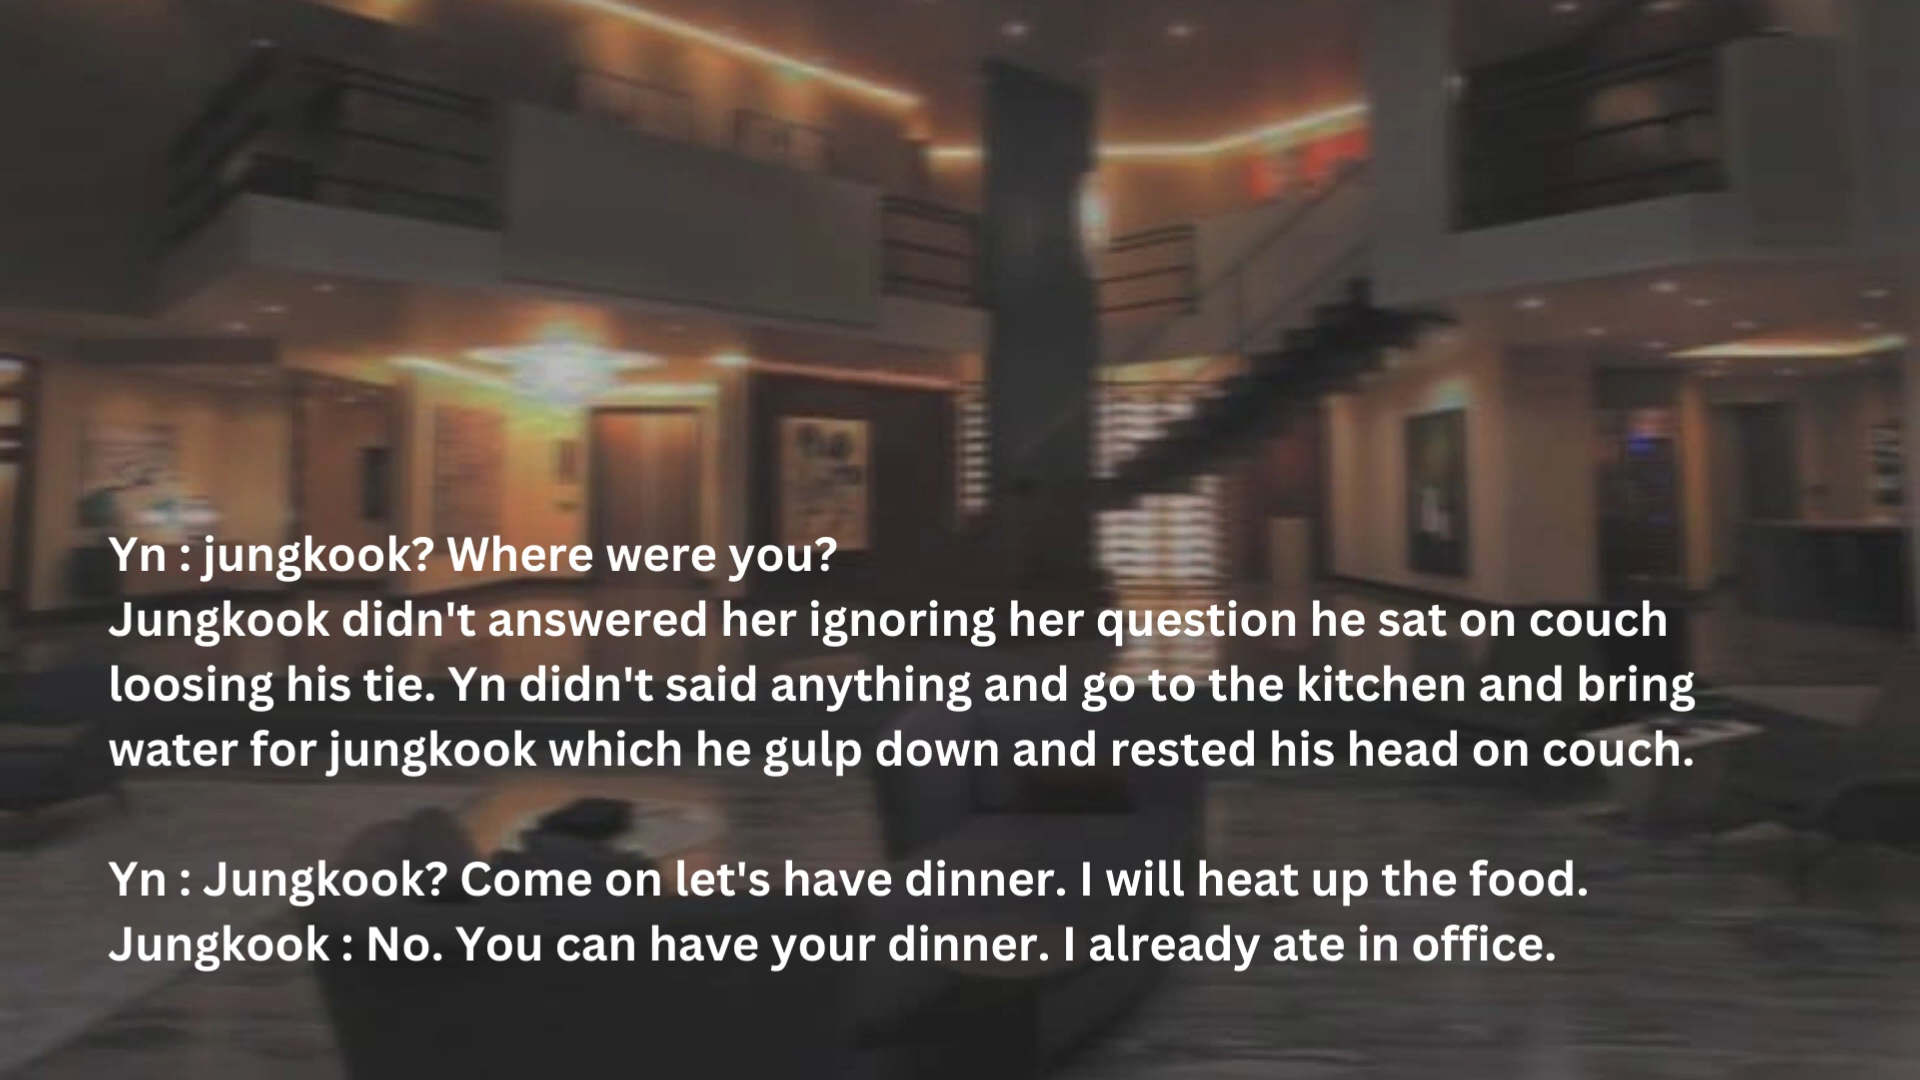 Yn : jungkook? Where were you?
Jungkook didn't answered her ignoring her question he sat on couch
loosing his tie. Yn didn't said anything and go to the kitchen and bring
water for jungkook which he gulp down and rested his head on couch.
Yn : Jungkook? Come on let's have dinner. I will heat up the food.
Jungkook : No. You can have your dinner. I already ate in office.